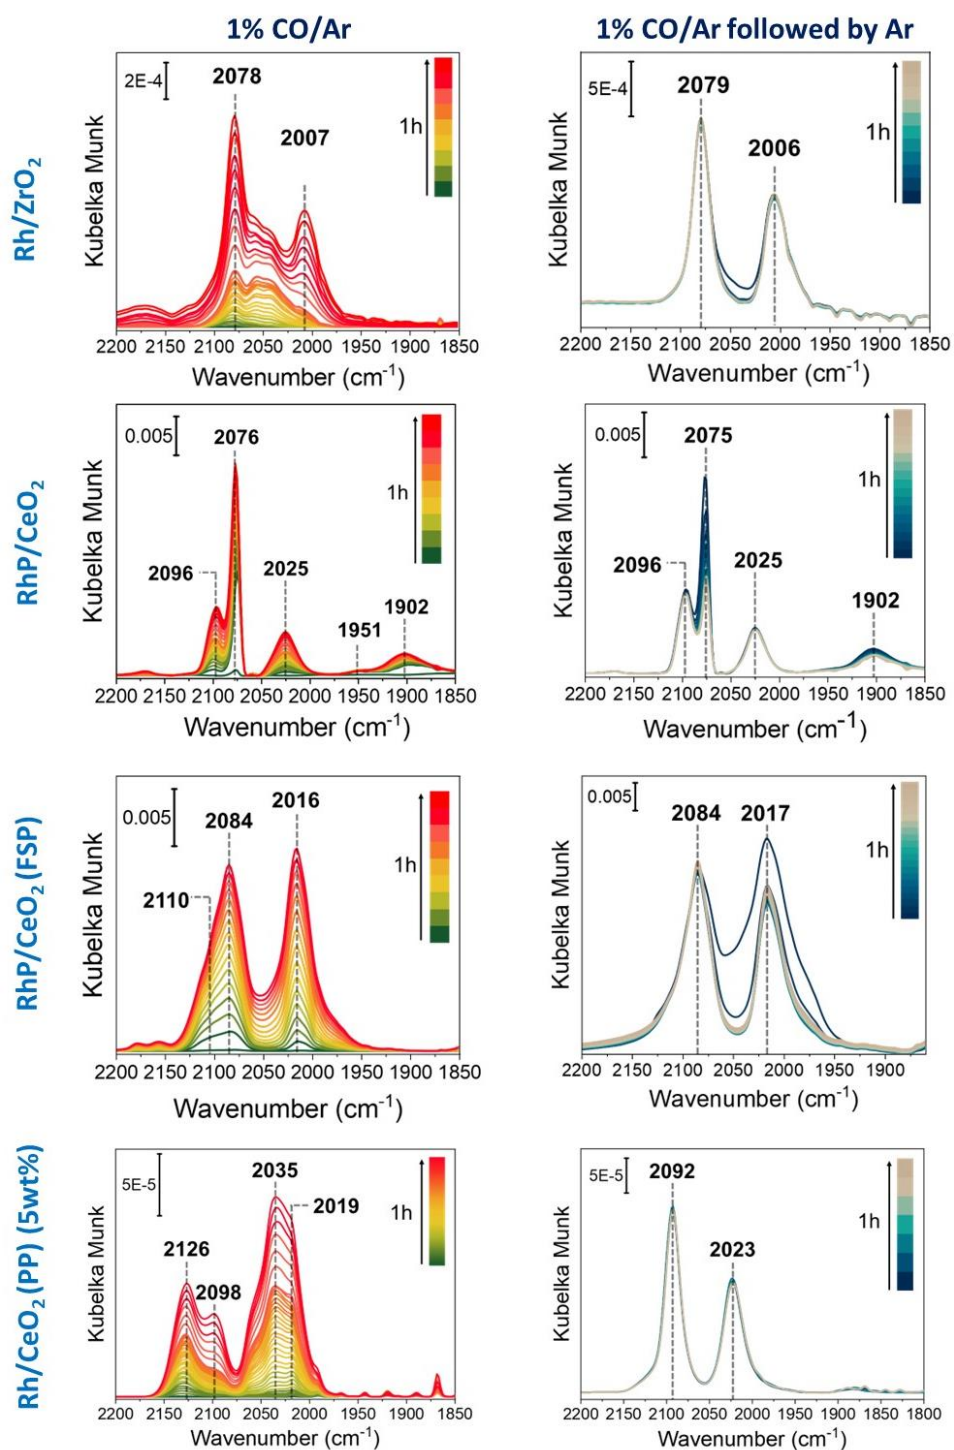 1% CO/Ar
1% CO/Ar followed by Ar
Rh/ZrO2
2E-4
2078
2007
1h
Kubelka Munk
2200 2150 2100 2050 2000 1950 1900 1850
Wavenumber (cm-1)
5E-4
2079
2006
1h
Kubelka Munk
2200 2150 2100 2050 2000 1950 1900 1850
Wavenumber (cm-1)
RhP/CeO2
0.005
2076
2096
2025
1951
1902
1h
Kubelka Munk
2200 2150 2100 2050 2000 1950 1900 1850
Wavenumber (cm-1)
0.005
2075
2096
2025
1902
1h
Kubelka Munk
2200 2150 2100 2050 2000 1950 1900 1850
Wavenumber (cm-1)
RhP/CeO2 (FSP)
0.005
2084
2016
2110
1h
Kubelka Munk
2200 2150 2100 2050 2000 1950 1900 1850
Wavenumber (cm-1)
0.005
2084
2017
1h
Kubelka Munk
2200 2150 2100 2050 2000 1950 1900
Wavenumber (cm-1)
Rh/CeO2 (PP) (5wt%)
5E-5
2035
2019
2126
2098
1h
Kubelka Munk
2200 2150 2100 2050 2000 1950 1900 1850
Wavenumber (cm-1)
5E-5
2092
2023
1h
Kubelka Munk
2200 2150 2100 2050 2000 1950 1900 1850 1800
Wavenumber (cm-1)